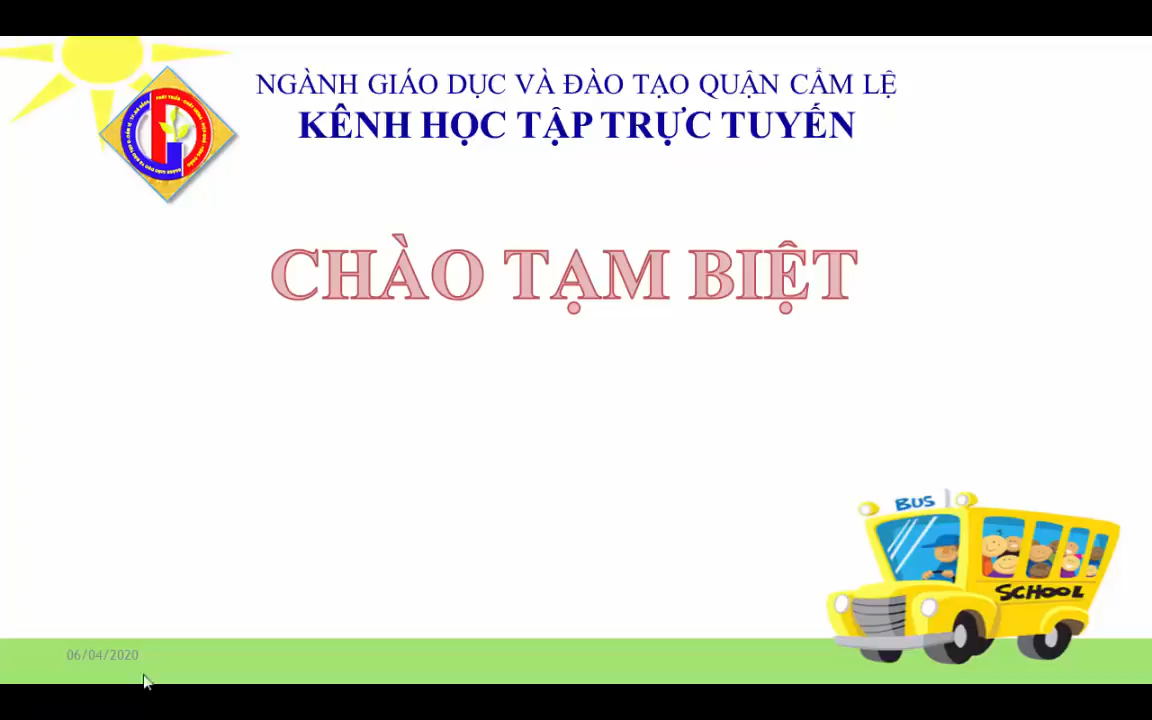 NGÀNH GIÁO DỤC VÀ ĐÀO TẠO QUẬN CẨM LỆ
KÊNH HỌC TẬP TRỰC TUYẾN
CHÀO TẠM BIỆT
BUS
SCHOOL
06/04/2020